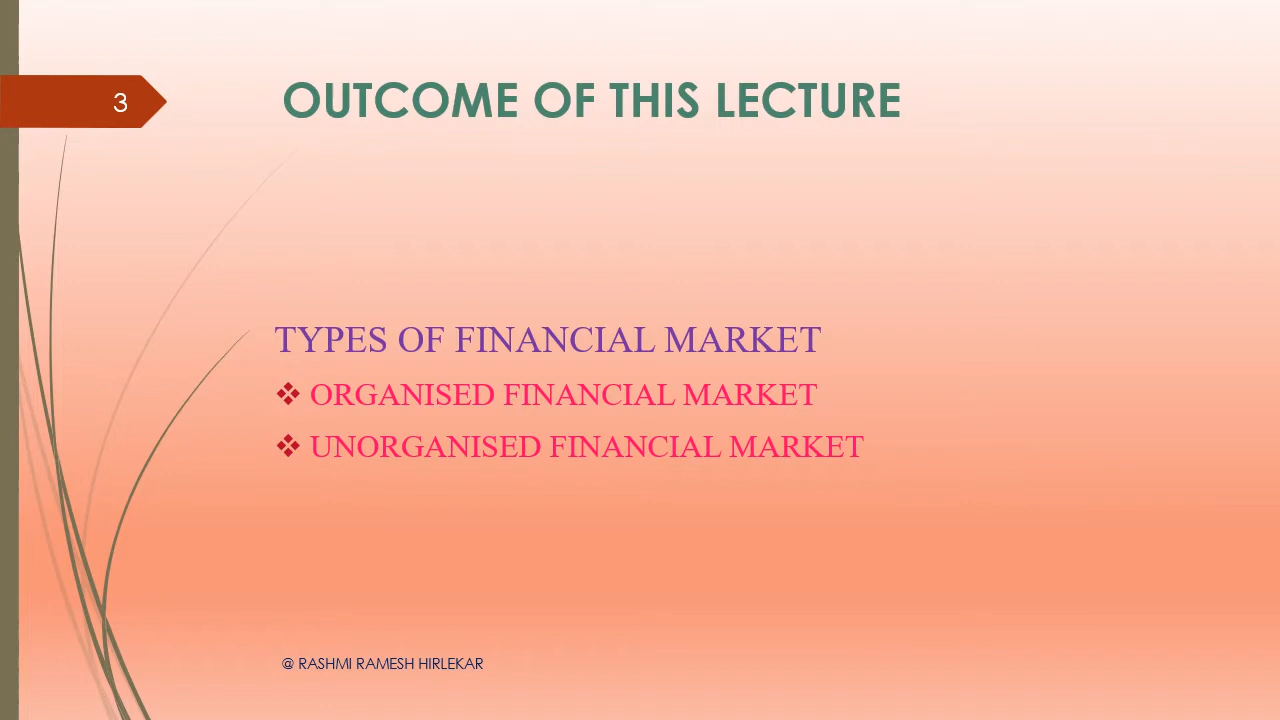 3
OUTCOME OF THIS LECTURE
TYPES OF FINANCIAL MARKET
❖ ORGANISED FINANCIAL MARKET
❖ UNORGANISED FINANCIAL MARKET
@ RASHMI RAMESH HIRLEKAR